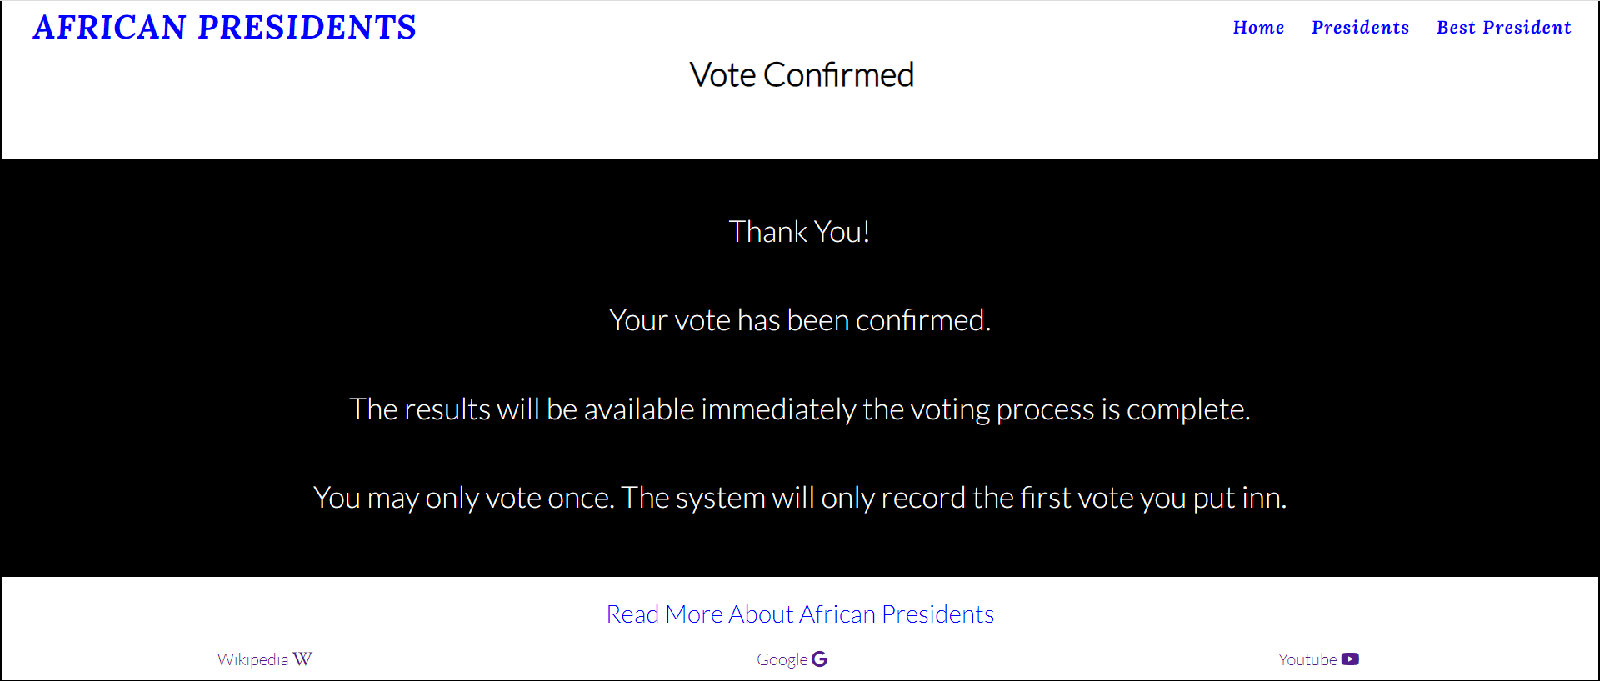 AFRICAN PRESIDENTS
Home Presidents Best President
Vote Confirmed
Thank You!
Your vote has been confirmed.
The results will be available immediately the voting process is complete.
You may only vote once. The system will only record the first vote you put inn.
Read More About African Presidents
Wikipedia W
Google G
Youtube